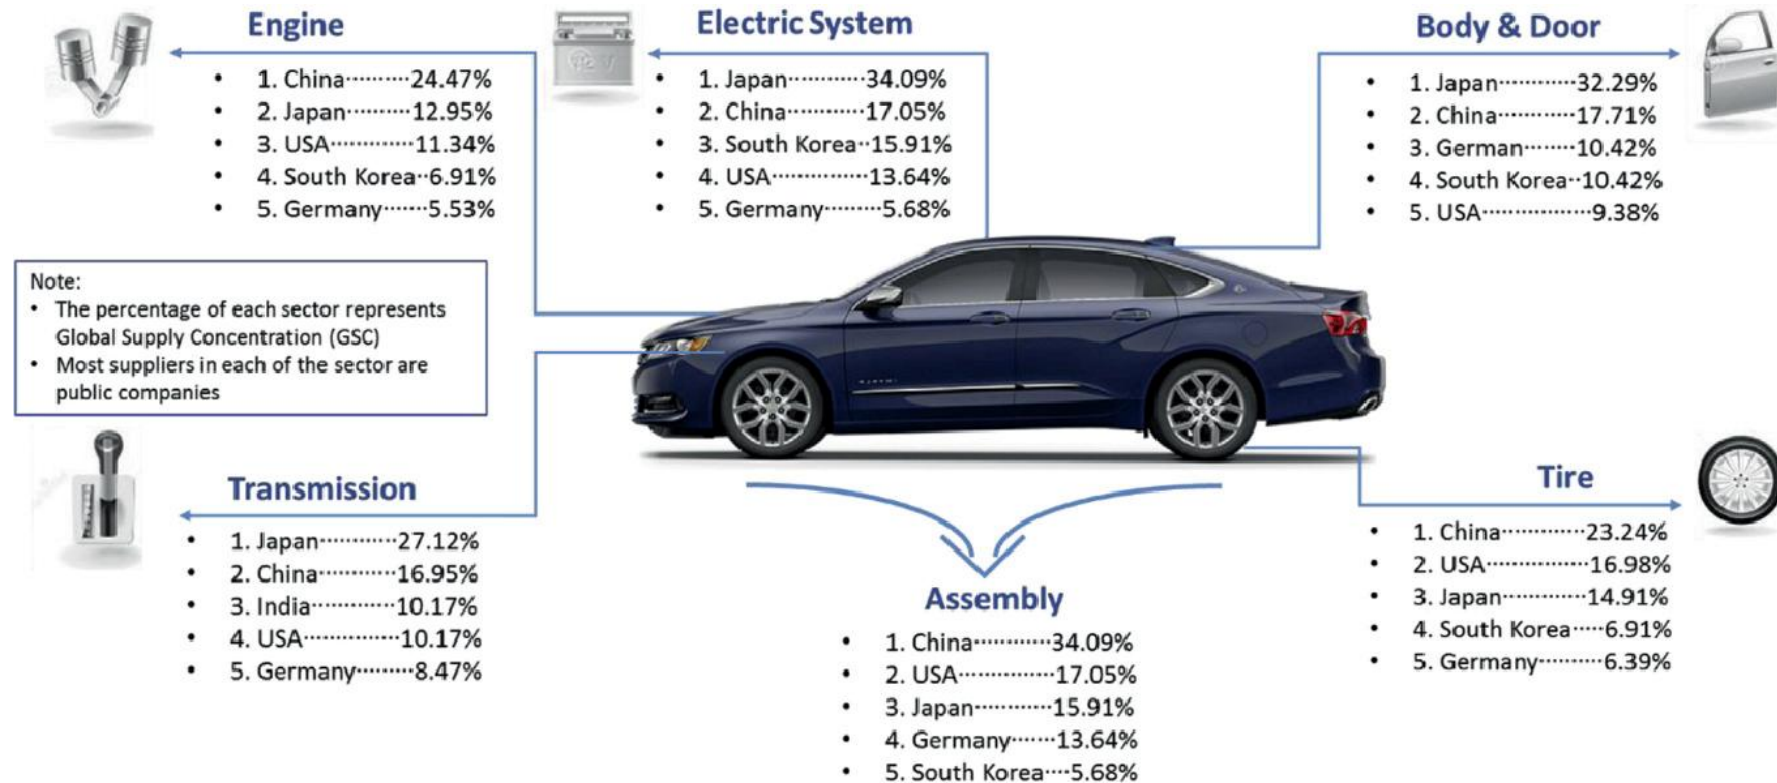 Engine
• 1. China··········24.47%
• 2. Japan··········12.95%
• 3. USA·············11.34%
• 4. South Korea··6.91%
• 5. Germany·······5.53%
Electric System
• 1. Japan············34.09%
• 2. China············17.05%
• 3. South Korea··15.91%
• 4. USA···············13.64%
• 5. Germany·········5.68%
Body & Door
• 1. Japan·············32.29%
• 2. China·············17.71%
• 3. German········10.42%
• 4. South Korea··10.42%
• 5. USA·················9.38%
Note:
• The percentage of each sector represents
Global Supply Concentration (GSC)
• Most suppliers in each of the sector are
public companies
Transmission
• 1. Japan············27.12%
• 2. China············16.95%
• 3. India·············10.17%
• 4. USA···············10.17%
• 5. Germany·········8.47%
Assembly
• 1. China············34.09%
• 2. USA···············17.05%
• 3. Japan············15.91%
• 4. Germany·······13.64%
• 5. South Korea····5.68%
Tire
• 1. China·············23.24%
• 2. USA················16.98%
• 3. Japan·············14.91%
• 4. South Korea·····6.91%
• 5. Germany··········6.39%